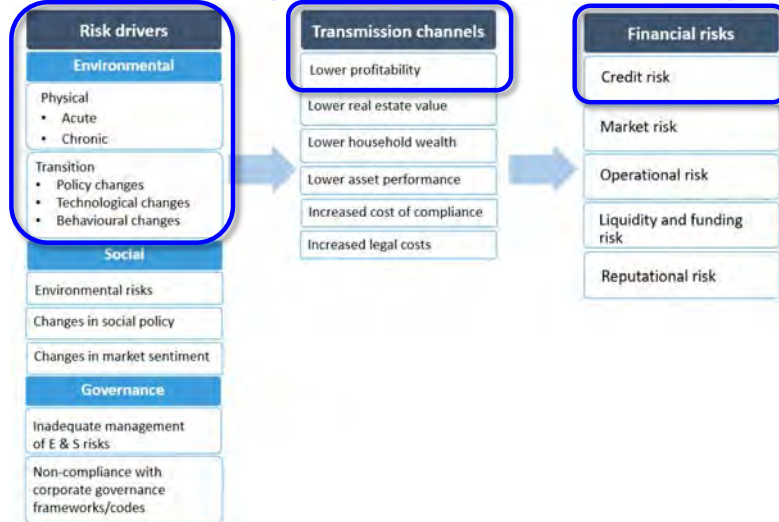 Risk drivers
Environmental
Physical
• Acute
• Chronic
Transition
• Policy changes
• Technological changes
• Behavioural changes
Social
Environmental risks
Changes in social policy
Changes in market sentiment
Governance
Inadequate management
of E & S risks
Non-compliance with
corporate governance
frameworks/codes
Transmission channels
Lower profitability
Lower real estate value
Lower household wealth
Lower asset performance
Increased cost of compliance
Increased legal costs
Financial risks
Credit risk
Market risk
Operational risk
Liquidity and funding
risk
Reputational risk